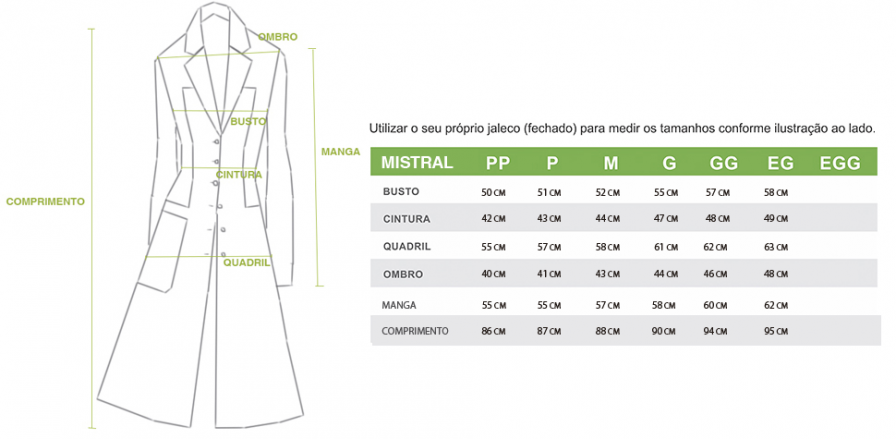 OMBRO
BUSTO
MANGA
CINTURA
COMPRIMENTO
QUADRIL
Utilizar o seu próprio jaleco (fechado) para medir os tamanhos conforme ilustração ao lado.
MISTRAL PP P M G GG EG EGG
BUSTO 50 CM 51 CM 52 CM 55 CM 57 CM 58 CM
CINTURA 42 CM 43 CM 44 CM 47 CM 48 CM 49 CM
QUADRIL 55 CM 57 CM 58 CM 61 CM 62 CM 63 CM
OMBRO 40 CM 41 CM 43 CM 44 CM 46 CM 48 CM
MANGA 55 CM 55 CM 57 CM 58 CM 60 CM 62 CM
COMPRIMENTO 86 CM 87 CM 88 CM 90 CM 94 CM 95 CM